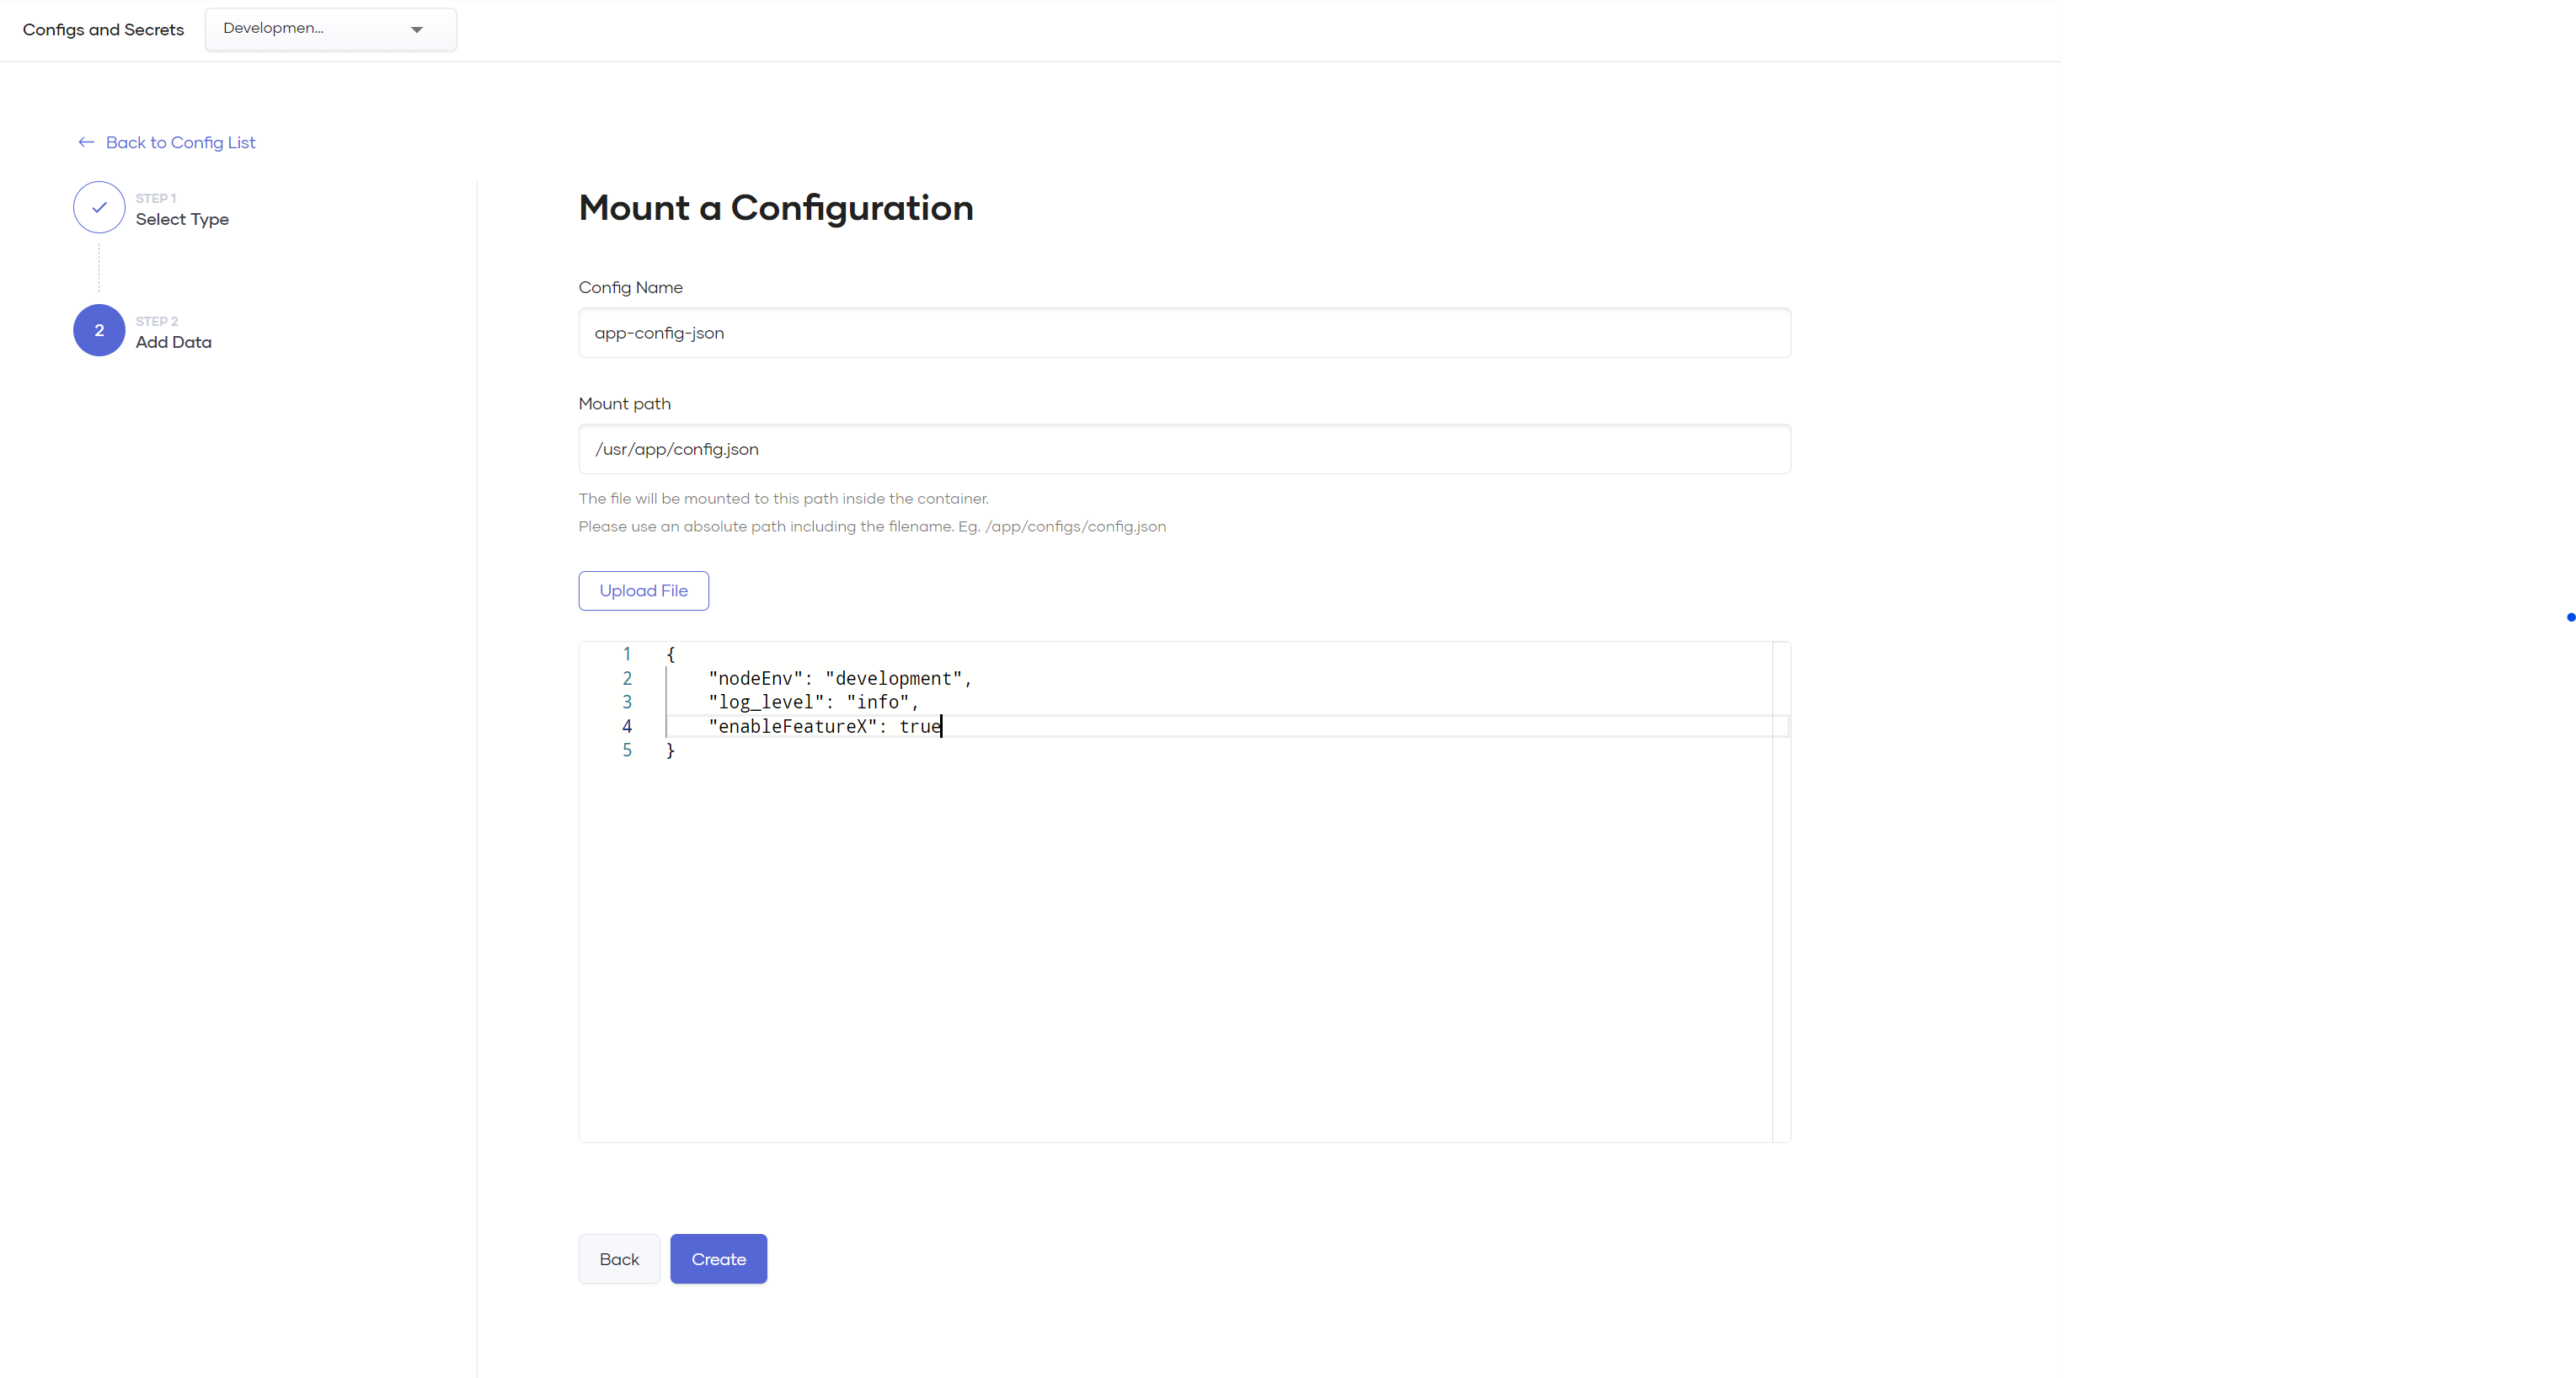 Configs and Secrets
Developmen...
Back to Config List
STEP 1
Select Type
2
STEP 2
Add Data
Mount a Configuration
Config Name
app-config-json
Mount path
/usr/app/config.json
The file will be mounted to this path inside the container.
Please use an absolute path including the filename. Eg. /app/configs/config.json
Upload File
1 {
2     "nodeEnv": "development",
3     "log_level": "info",
4     "enableFeatureX": true
5 }
Back
Create